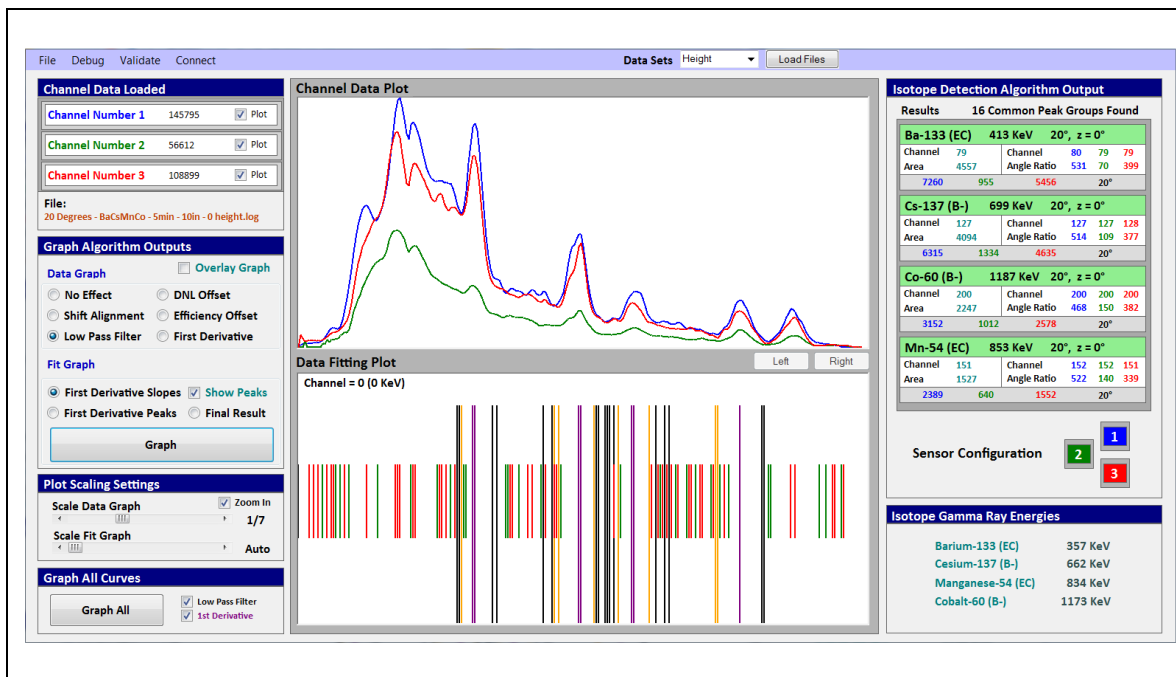 File Debug Validate Connect Data Sets Height Load Files
Channel Data Loaded
Channel Number 1 145795 Plot
Channel Number 2 56612 Plot
Channel Number 3 108899 Plot
File:
20 Degrees - BaCsMnCo - 5min - 10in - 0 height.log
Graph Algorithm Outputs
Data Graph Overlay Graph
No Effect DNL Offset
Shift Alignment Efficiency Offset
Low Pass Filter First Derivative
Fit Graph
First Derivative Slopes Show Peaks
First Derivative Peaks Final Result
Graph
Plot Scaling Settings
Scale Data Graph Zoom In
1/7
Scale Fit Graph
Auto
Graph All Curves
Graph All Low Pass Filter
1st Derivative
Channel Data Plot
Data Fitting Plot Left Right
Channel = 0 (0 KeV)
Isotope Detection Algorithm Output
Results 16 Common Peak Groups Found
Ba-133 (EC) 413 KeV 20°, z = 0°
Channel 79 Channel 80 79 79
Area 4557 Angle Ratio 531 70 399
7260 955 5456 20°
Cs-137 (B-) 699 KeV 20°, z = 0°
Channel 127 Channel 127 127 128
Area 4094 Angle Ratio 514 109 377
6315 1334 4635 20°
Co-60 (B-) 1187 KeV 20°, z = 0°
Channel 200 Channel 200 200 200
Area 2247 Angle Ratio 468 150 382
3152 1012 2578 20°
Mn-54 (EC) 853 KeV 20°, z = 0°
Channel 151 Channel 152 152 151
Area 1527 Angle Ratio 522 140 339
2389 640 1552 20°
Sensor Configuration 2 1
3
Isotope Gamma Ray Energies
Barium-133 (EC) 357 KeV
Cesium-137 (B-) 662 KeV
Manganese-54 (EC) 834 KeV
Cobalt-60 (B-) 1173 KeV